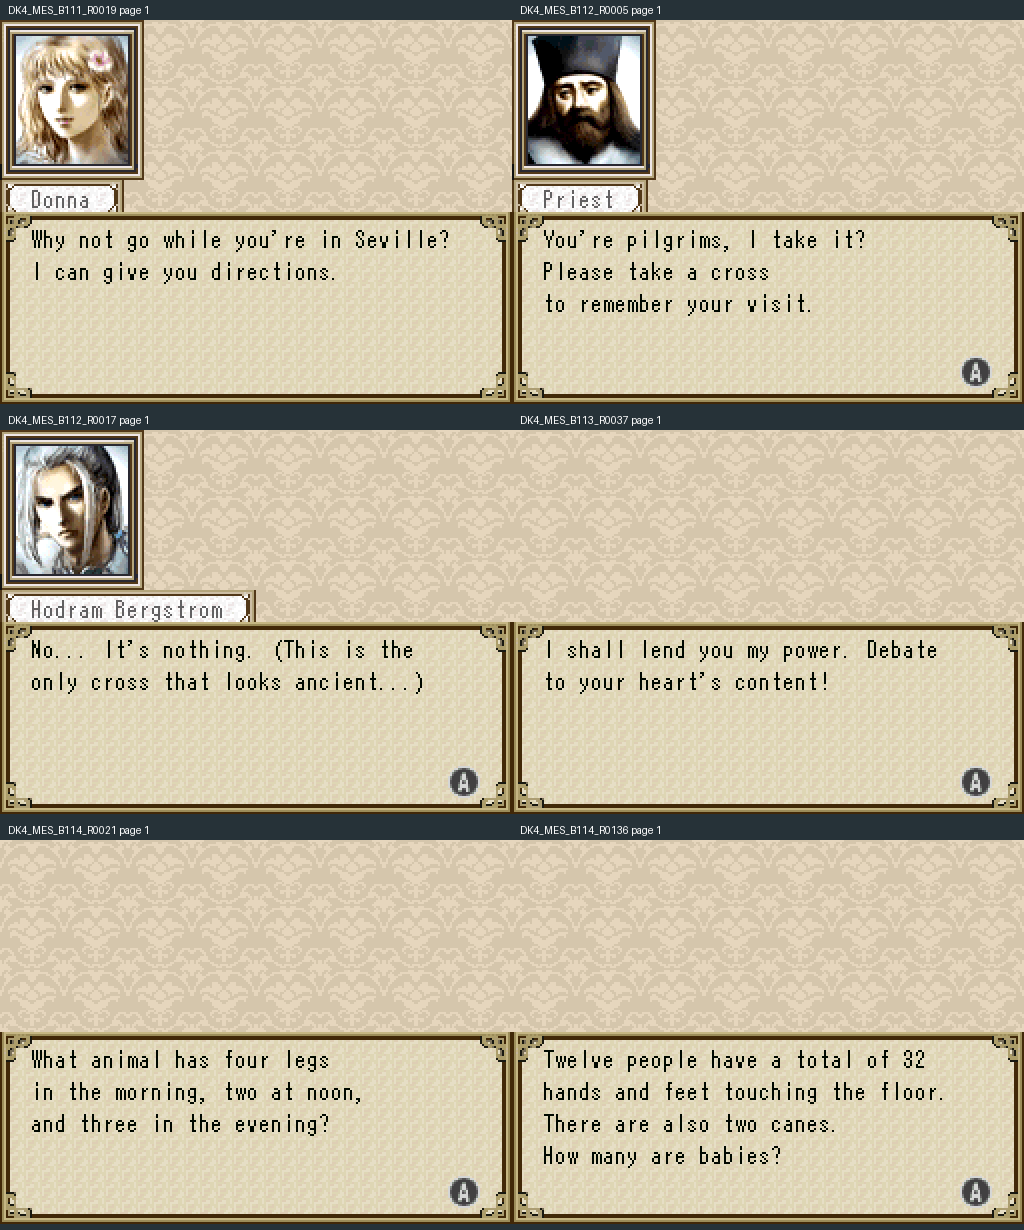 DK4_MES_B111_R0019 page 1
Donna
Why not go while you're in Seville?
I can give you directions.
DK4_MES_B112_R0005 page 1
Priest
You're pilgrims, I take it?
Please take a cross
to remember your visit.
A
DK4_MES_B112_R0017 page 1
Hodram Bergstrom
No... It's nothing. (This is the
only cross that looks ancient...)
A
DK4_MES_B113_R0037 page 1
I shall lend you my power. Debate
to your heart's content!
A
DK4_MES_B114_R0021 page 1
What animal has four legs
in the morning, two at noon,
and three in the evening?
A
DK4_MES_B114_R0136 page 1
Twelve people have a total of 32
hands and feet touching the floor.
There are also two canes.
How many are babies?
A